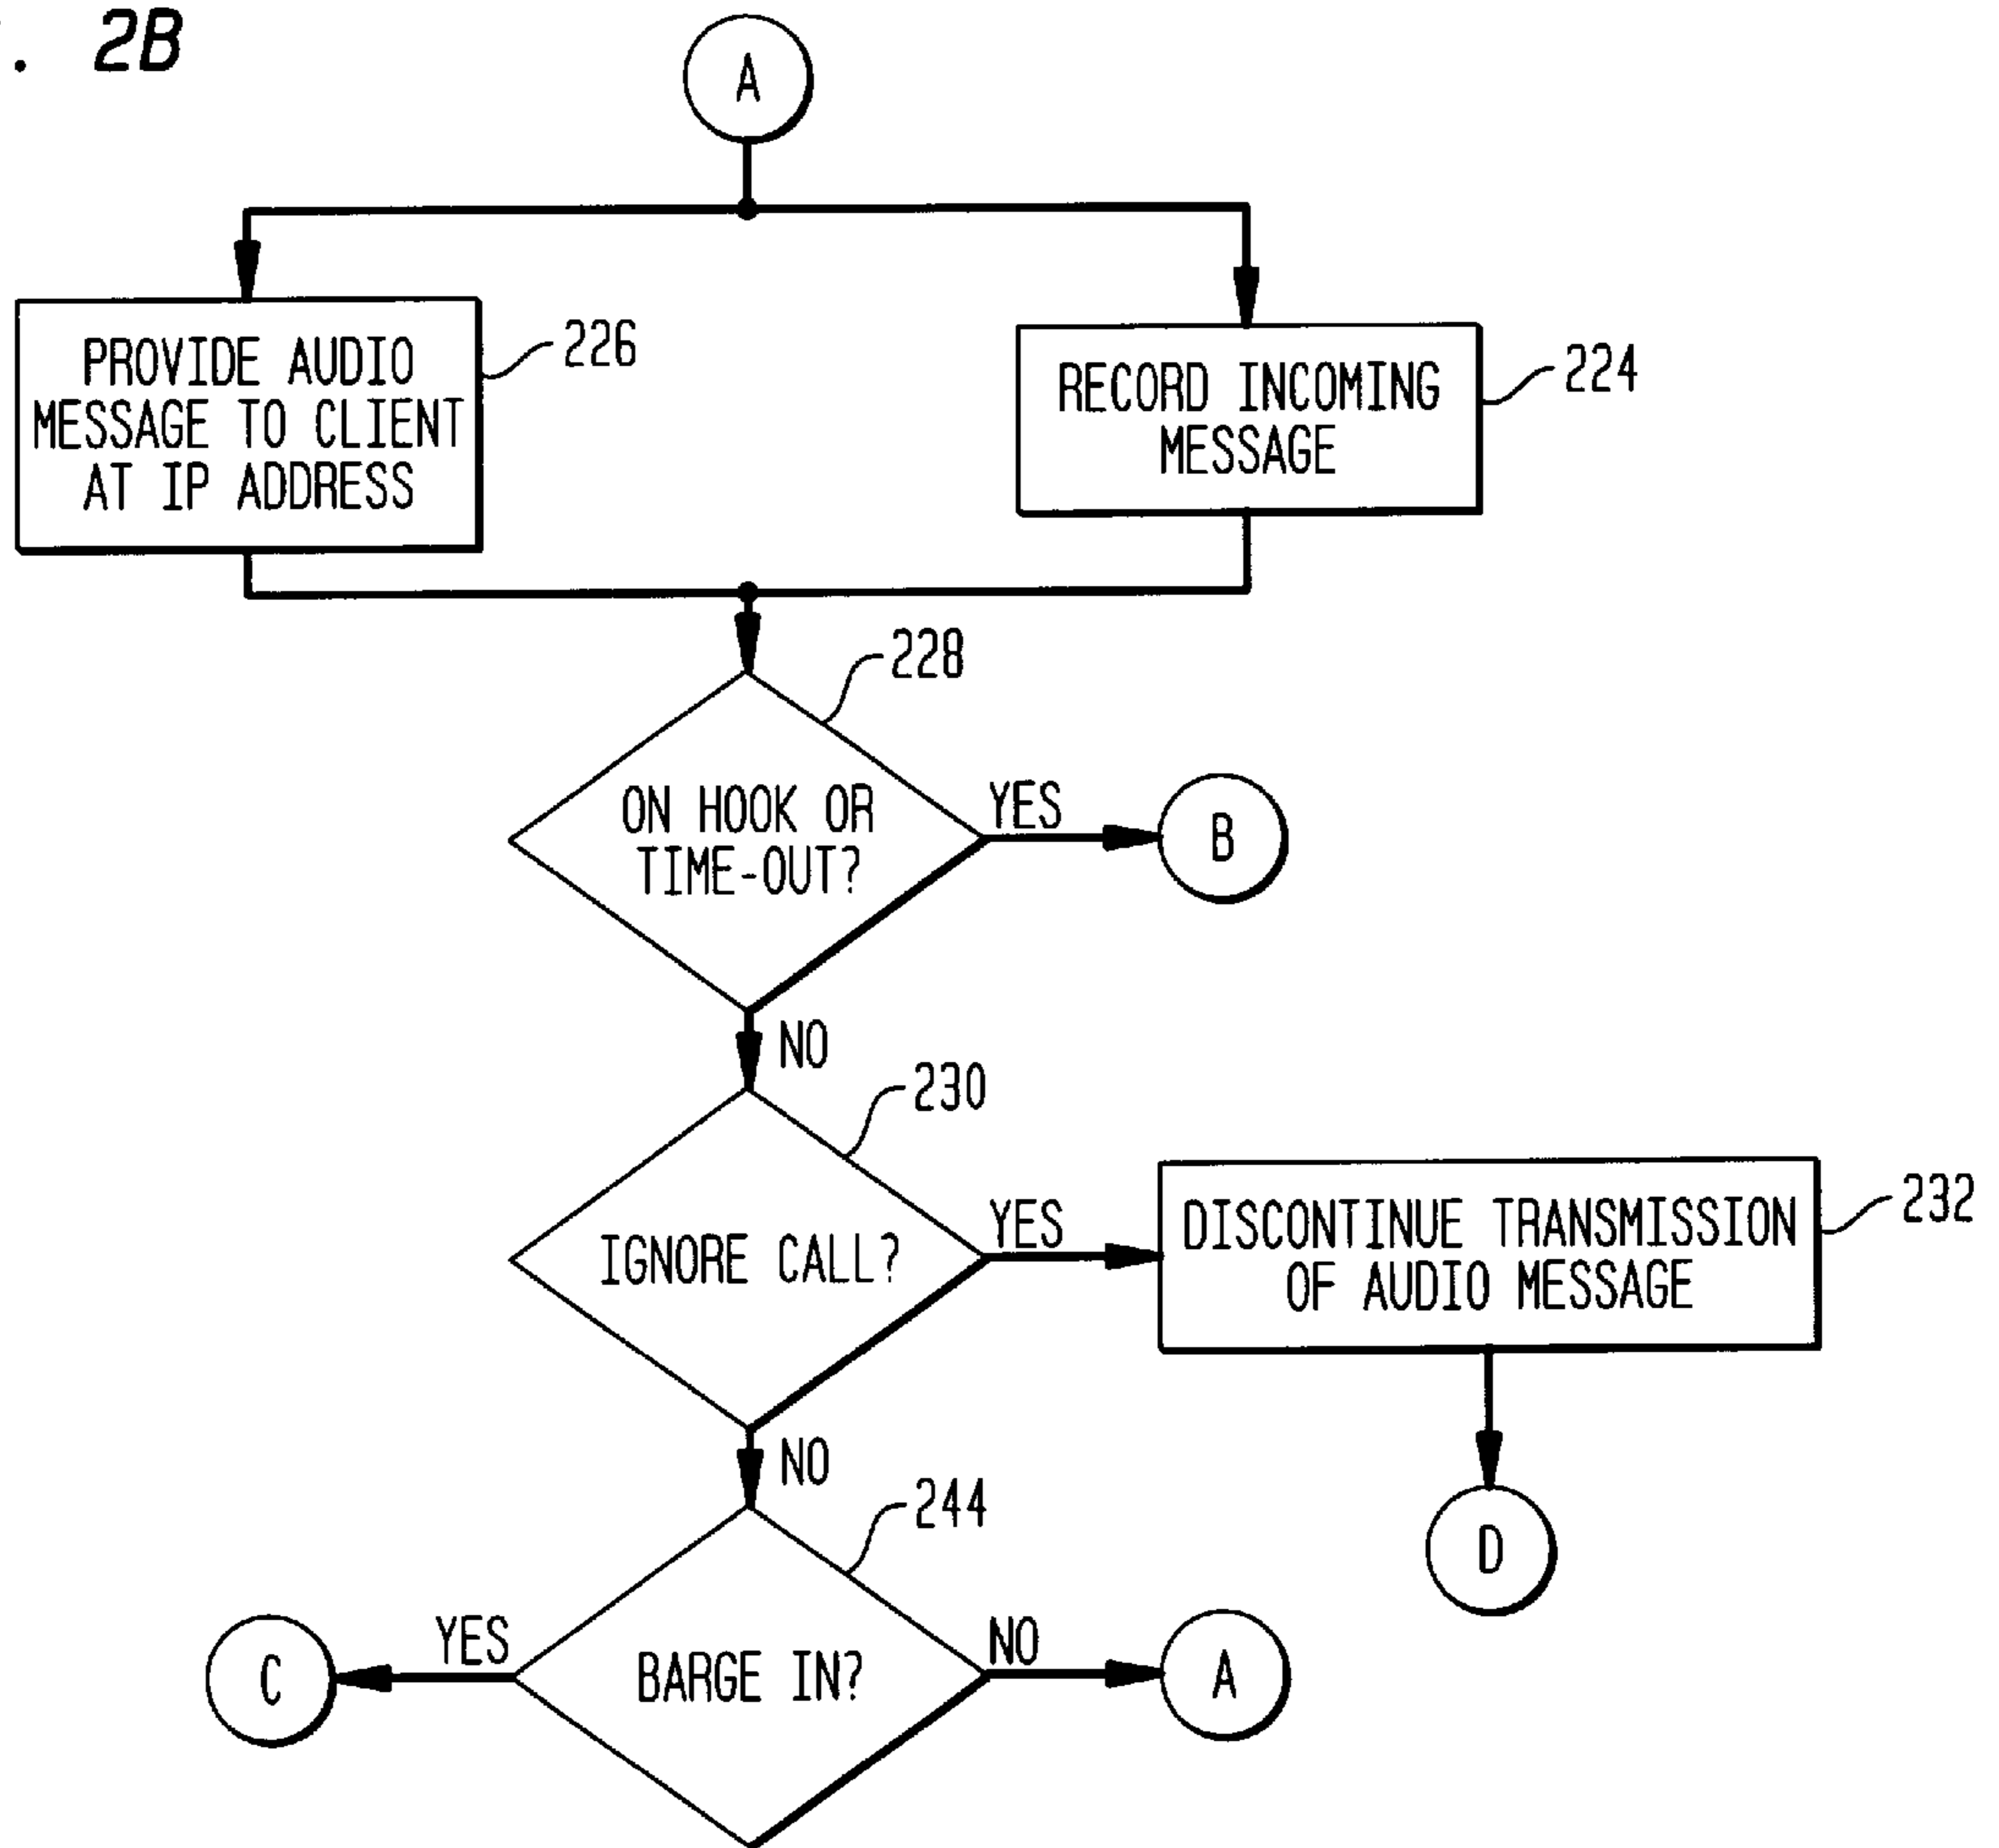 . 2B
A
PROVIDE AUDIO
MESSAGE TO CLIENT
AT IP ADDRESS
226
RECORD INCOMING
MESSAGE
224
228
ON HOOK OR
TIME-OUT?
YES
B
NO
230
IGNORE CALL?
YES
DISCONTINUE TRANSMISSION
OF AUDIO MESSAGE
232
D
NO
244
BARGE IN?
YES
C
NO
A